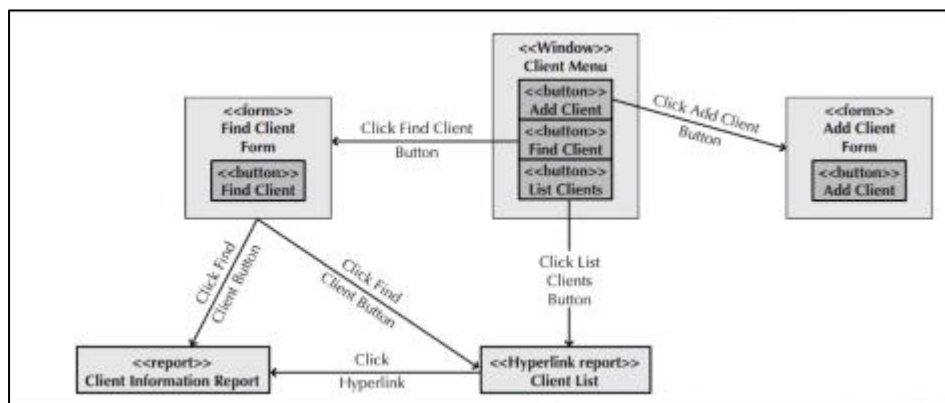 <<Window>>
Client Menu
<<button>>
Add Client
<<button>>
Find Client
<<button>>
List Clients
<<form>>
Find Client
Form
<<button>>
Find Client
Click Find Client
Button
Click Add Client
Button
<<form>>
Add Client
Form
<<button>>
Add Client
Click Find
Client Button
Click Find
Client Button
Click List
Clients
Button
<<report>>
Client Information Report
Click
Hyperlink
<<Hyperlink report>>
Client List